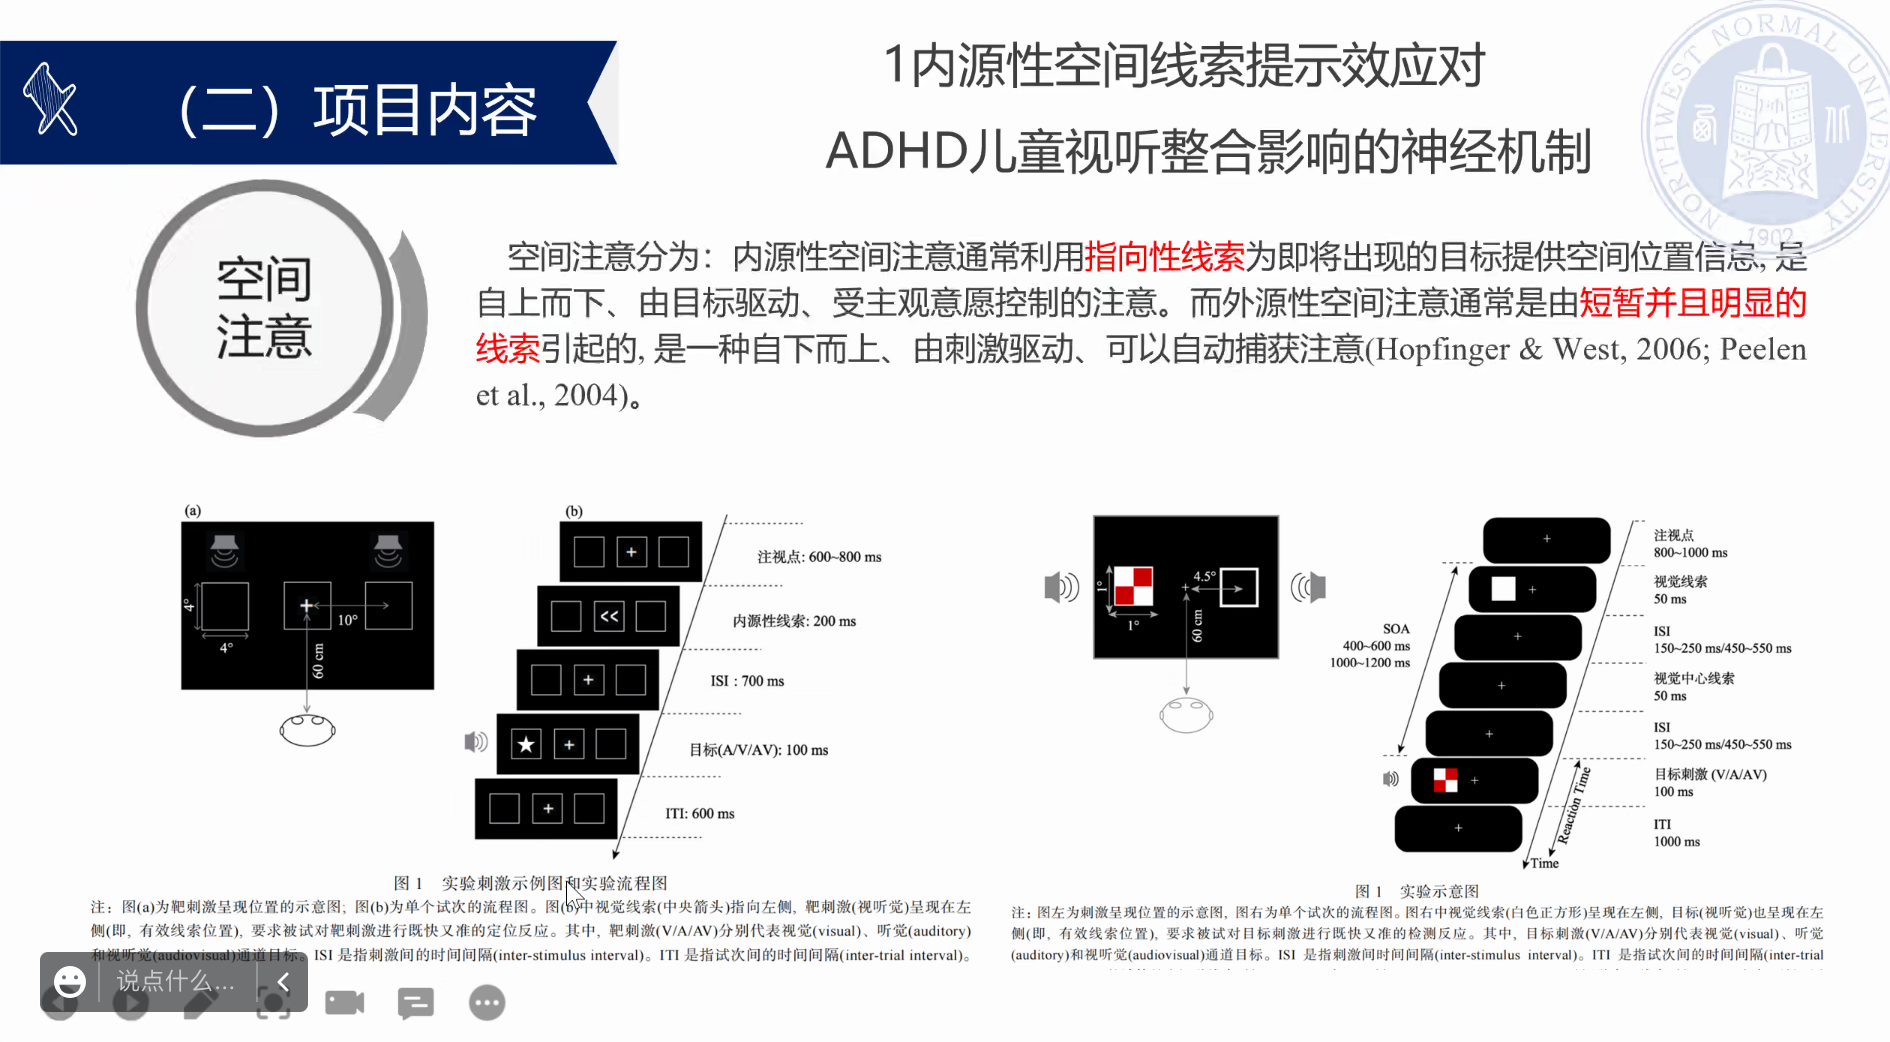 （二）项目内容
1内源性空间线索提示效应对
ADHD儿童视听整合影响的神经机制
NORTHWEST NORMAL UNIVERSITY
1902
空间
注意
空间注意分为：内源性空间注意通常利用指向性线索为即将出现的目标提供空间位置信息, 是
自上而下、由目标驱动、受主观意愿控制的注意。而外源性空间注意通常是由短暂并且明显的
线索引起的, 是一种自下而上、由刺激驱动、可以自动捕获注意(Hopfinger & West, 2006; Peelen
et al., 2004)。
(a)
4°
4°
10°
60 cm
(b)
注视点: 600~800 ms
<<
内源性线索: 200 ms
ISI : 700 ms
目标(A/V/AV): 100 ms
ITI: 600 ms
图 1 实验刺激示例图和实验流程图
注：图(a)为靶刺激呈现位置的示意图; 图(b)为单个试次的流程图。图(b)中视觉线索(中央箭头)指向左侧, 靶刺激(视听觉)呈现在左
侧(即, 有效线索位置), 要求被试对靶刺激进行既快又准的定位反应。其中, 靶刺激(V/A/AV)分别代表视觉(visual)、听觉(auditory)
和视听觉(audiovisual)通道目标。ISI 是指刺激间的时间间隔(inter-stimulus interval)。ITI 是指试次间的时间间隔(inter-trial interval)。
1°
1°
4.5°
60 cm
SOA
400~600 ms
1000~1200 ms
注视点
800~1000 ms
视觉线索
50 ms
ISI
150~250 ms/450~550 ms
视觉中心线索
50 ms
ISI
150~250 ms/450~550 ms
目标刺激 (V/A/AV)
100 ms
ITI
1000 ms
Reaction Time
Time
图 1 实验示意图
注: 图左为刺激呈现位置的示意图, 图右为单个试次的流程图。图右中视觉线索(白色正方形)呈现在左侧, 目标(视听觉)也呈现在左
侧(即, 有效线索位置), 要求被试对目标刺激进行既快又准的检测反应。其中, 目标刺激(V/A/AV)分别代表视觉(visual)、听觉
(auditory)和视听觉(audiovisual)通道目标。ISI 是指刺激间时间间隔(inter-stimulus interval)。ITI 是指试次间的时间间隔(inter-trial
说点什么...